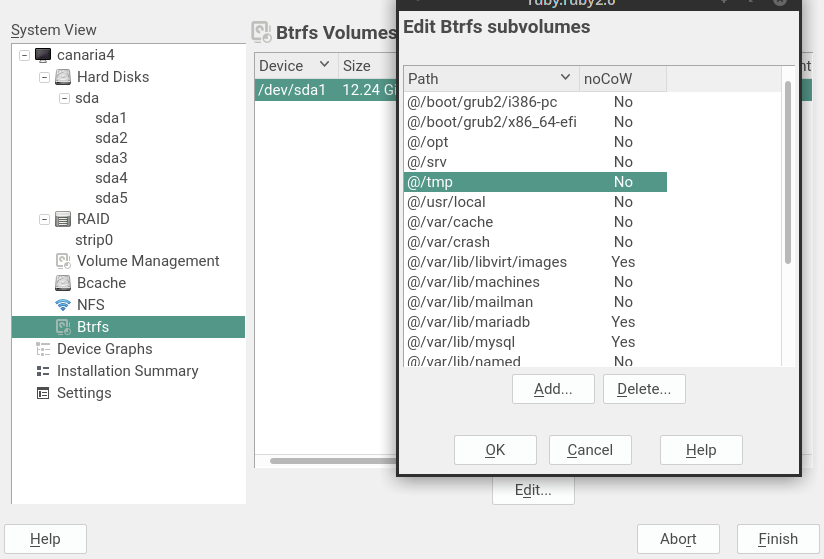 ruby.ruby2.6
System View
canaria4
Hard Disks
sda
sda1
sda2
sda3
sda4
sda5
RAID
strip0
Volume Management
Bcache
NFS
Btrfs
Device Graphs
Installation Summary
Settings
Btrfs Volumes
Device Size
/dev/sda1 12.24 Gi
nt
Edit Btrfs subvolumes
Path noCoW
@/boot/grub2/i386-pc No
@/boot/grub2/x86_64-efi No
@/opt No
@/srv No
@/tmp No
@/usr/local No
@/var/cache No
@/var/crash No
@/var/lib/libvirt/images Yes
@/var/lib/machines No
@/var/lib/mailman No
@/var/lib/mariadb Yes
@/var/lib/mysql Yes
@/var/lib/named No
Add... Delete...
OK Cancel Help
Edit...
Help Abort Finish